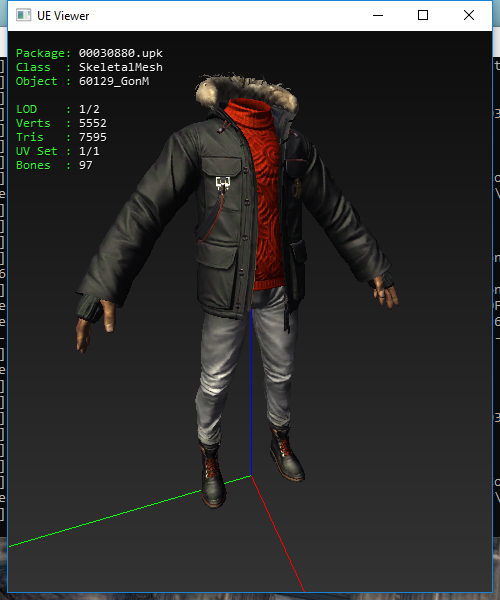 UE Viewer
Package: 00030880.upk
Class : SkeletalMesh
Object : 60129_GonM
LOD : 1/2
Verts : 5552
Tris : 7595
UV Set : 1/1
Bones : 97